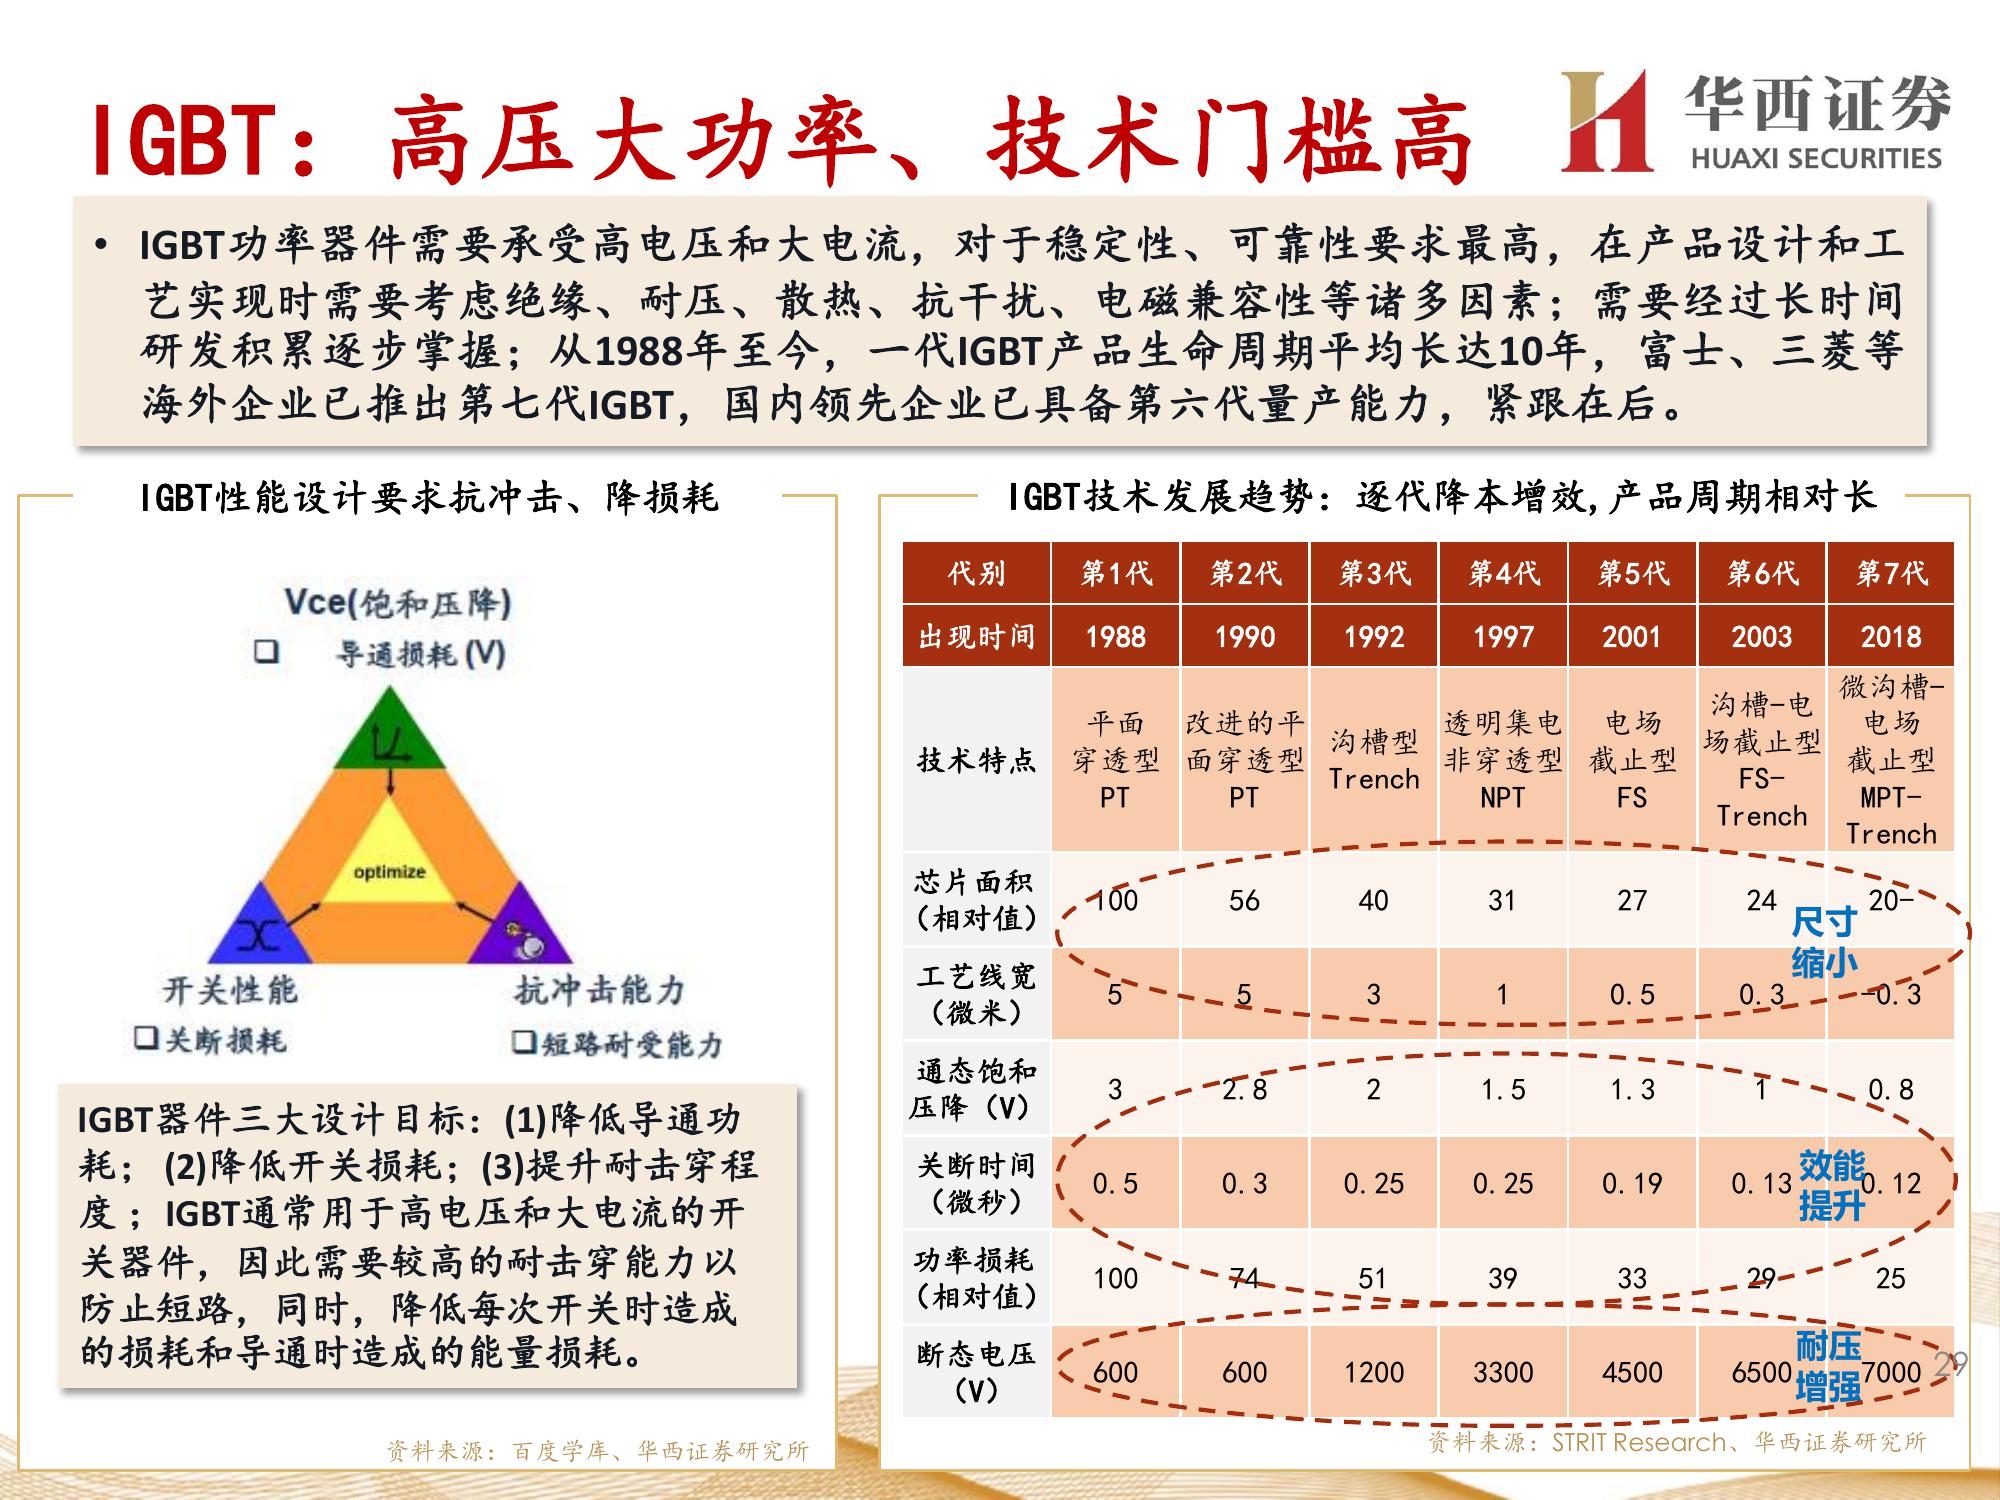 IGBT：高压大功率、技术门槛高
华西证券
HUAXI SECURITIES
• IGBT功率器件需要承受高电压和大电流，对于稳定性、可靠性要求最高，在产品设计和工
艺实现时需要考虑绝缘、耐压、散热、抗干扰、电磁兼容性等诸多因素；需要经过长时间
研发积累逐步掌握；从1988年至今，一代IGBT产品生命周期平均长达10年，富士、三菱等
海外企业已推出第七代IGBT，国内领先企业已具备第六代量产能力，紧跟在后。
IGBT性能设计要求抗冲击、降损耗
Vce(饱和压降)
❑ 导通损耗(V)
optimize
开关性能
❑关断损耗
抗冲击能力
❑短路耐受能力
IGBT器件三大设计目标：(1)降低导通功
耗；(2)降低开关损耗；(3)提升耐击穿程
度；IGBT通常用于高电压和大电流的开
关器件，因此需要较高的耐击穿能力以
防止短路，同时，降低每次开关时造成
的损耗和导通时造成的能量损耗。
资料来源：百度学库、华西证券研究所
IGBT技术发展趋势：逐代降本增效,产品周期相对长
代别 第1代 第2代 第3代 第4代 第5代 第6代 第7代
出现时间 1988 1990 1992 1997 2001 2003 2018
技术特点
平面
穿透型
PT
改进的平
面穿透型
PT
沟槽型
Trench
透明集电
非穿透型
NPT
电场
截止型
FS
沟槽-电
场截止型
FS-
Trench
微沟槽-
电场
截止型
MPT-
Trench
芯片面积
（相对值）
100 56 40 31 27 24 20-
尺寸
缩小
工艺线宽
（微米）
5 5 3 1 0.5 0.3 -0.3
通态饱和
压降（V）
3 2.8 2 1.5 1.3 1 0.8
关断时间
（微秒）
0.5 0.3 0.25 0.25 0.19 0.13 0.12
效能
提升
功率损耗
（相对值）
100 74 51 39 33 29 25
断态电压
（V）
600 600 1200 3300 4500 6500 7000
耐压
增强
29
资料来源：STRIT Research、华西证券研究所